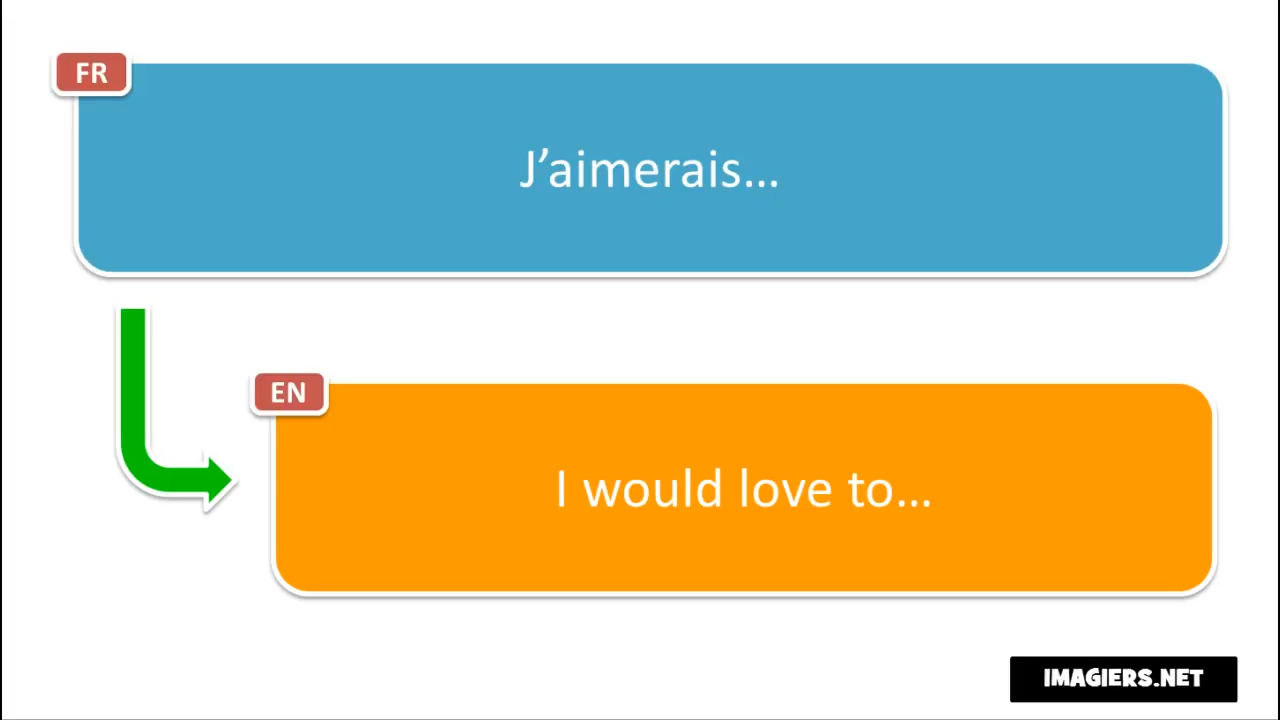 FR
J’aimerais…
EN
I would love to…
IMAGIERS.NET